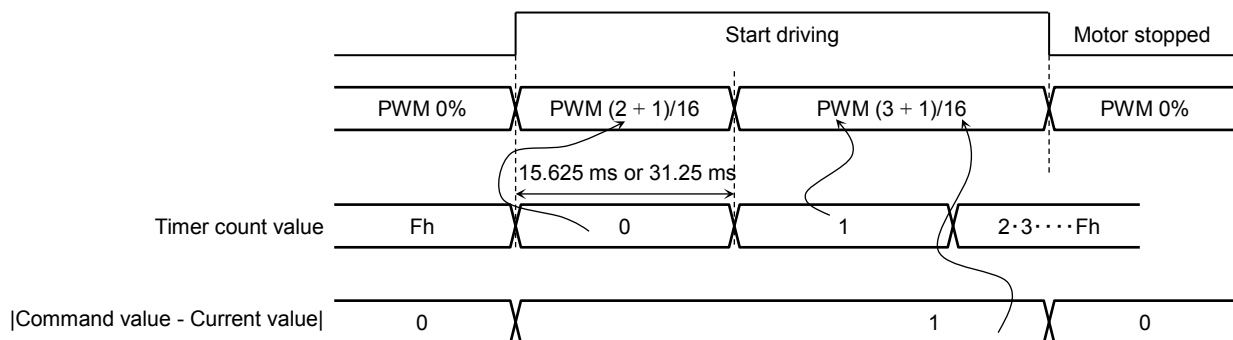 Start driving Motor stopped
PWM 0% PWM (2 + 1)/16 PWM (3 + 1)/16 PWM 0%
15.625 ms or 31.25 ms
Timer count value Fh 0 1 2･3････Fh
|Command value - Current value| 0 1 0